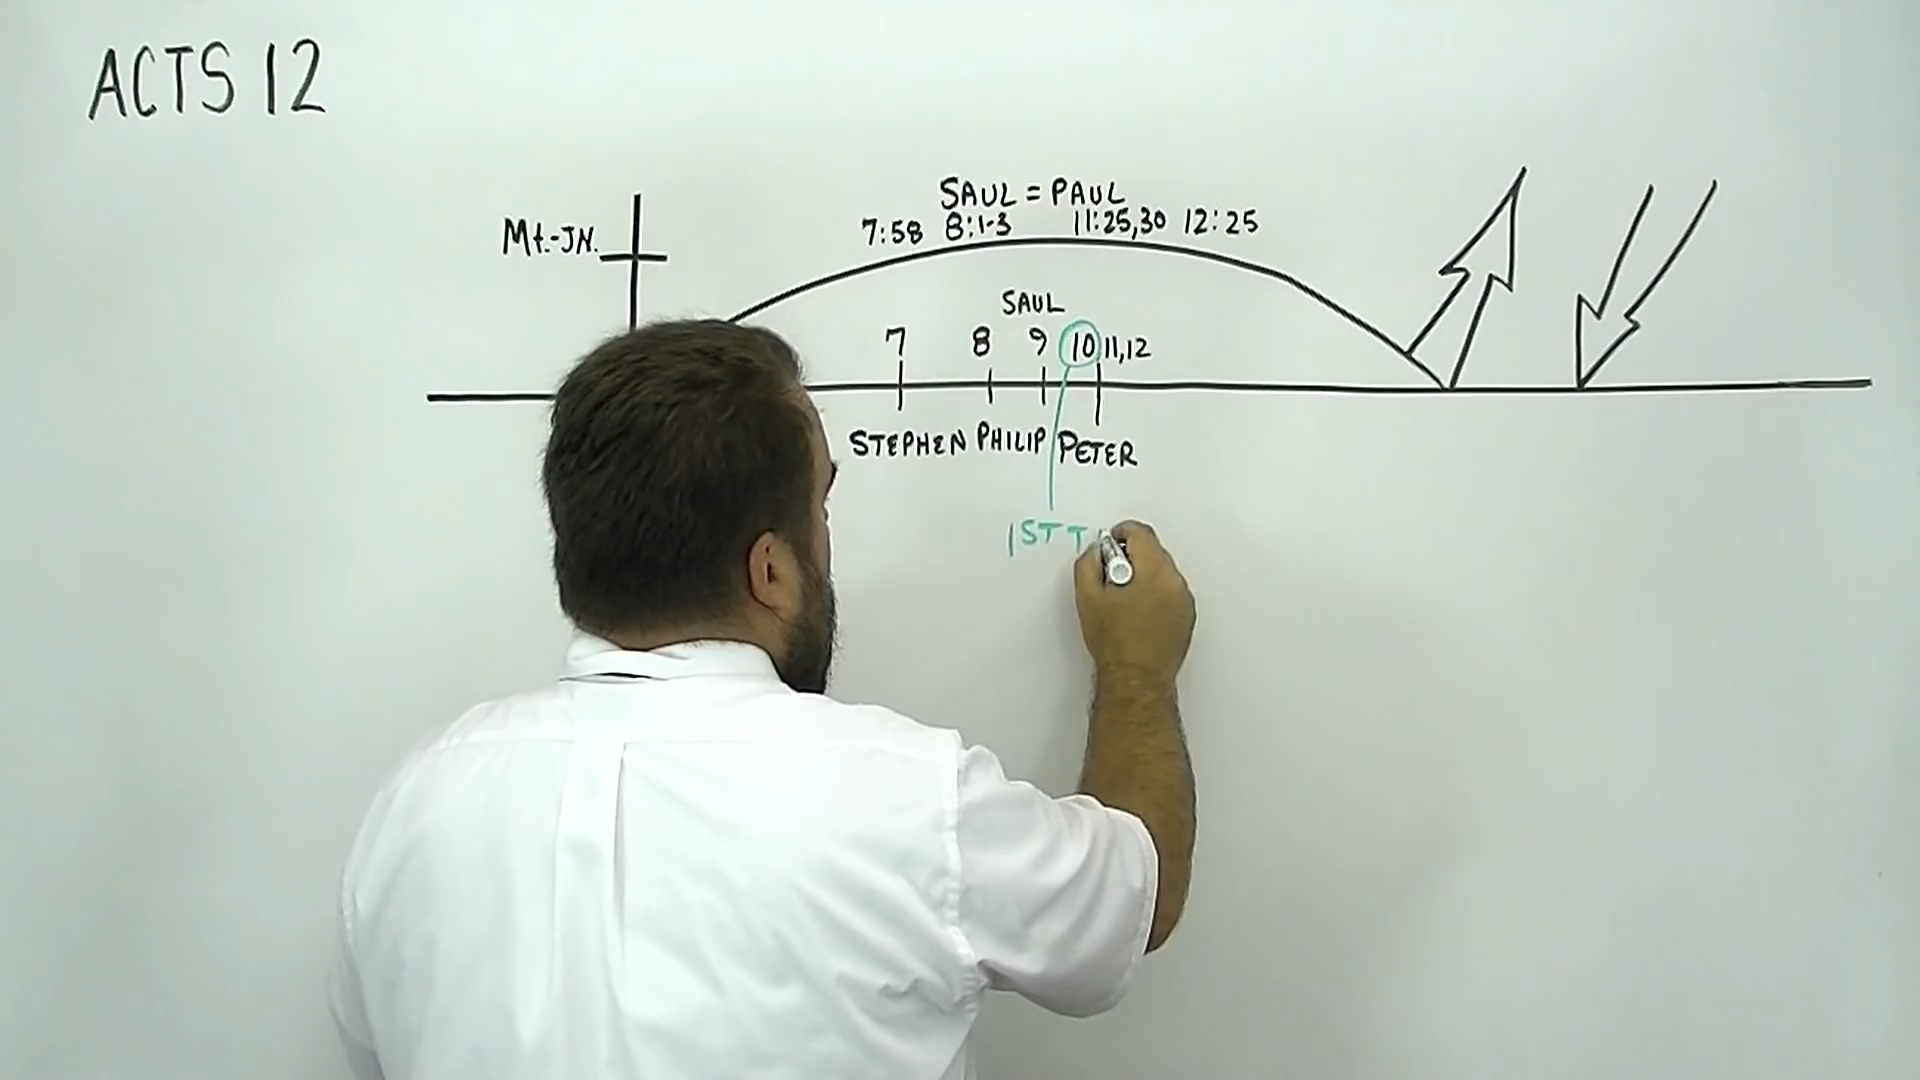 ACTS 12
SAUL = PAUL
7:58 8:1-3 11:25,30 12:25
Mt.-JN.
SAUL
7 8 9 10 11,12
STEPHEN PHILIP PETER
1ST